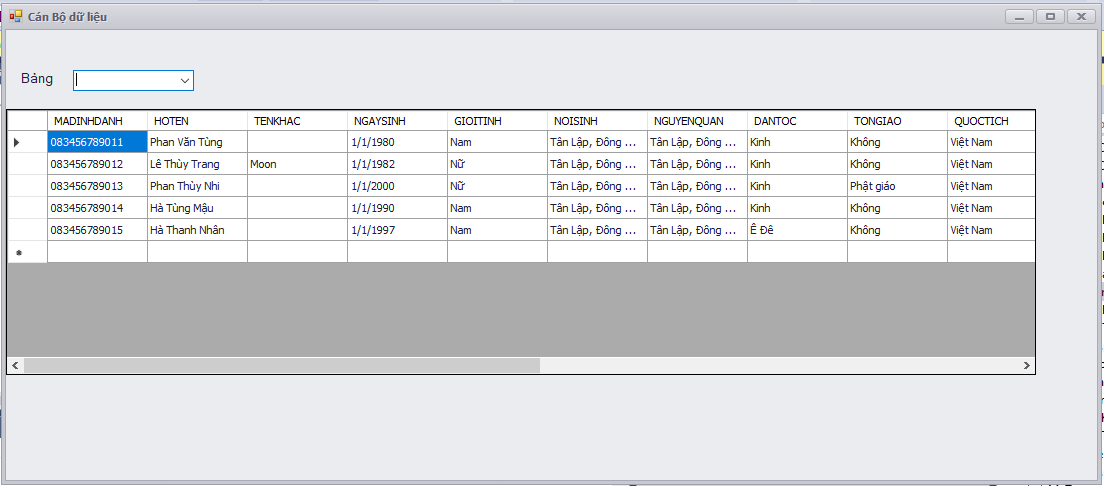 Cán Bộ dữ liệu
Bảng
MADINHDANH HOTEN TENKHAC NGAYSINH GIOITINH NOISINH NGUYENQUAN DANTOC TONGIAO QUOCTICH
083456789011 Phan Văn Tùng 1/1/1980 Nam Tân Lập, Đông ... Tân Lập, Đông ... Kinh Không Việt Nam
083456789012 Lê Thùy Trang Moon 1/1/1982 Nữ Tân Lập, Đông ... Tân Lập, Đông ... Kinh Không Việt Nam
083456789013 Phan Thùy Nhi 1/1/2000 Nữ Tân Lập, Đông ... Tân Lập, Đông ... Kinh Phật giáo Việt Nam
083456789014 Hà Tùng Mậu 1/1/1990 Nam Tân Lập, Đông ... Tân Lập, Đông ... Kinh Không Việt Nam
083456789015 Hà Thanh Nhân 1/1/1997 Nam Tân Lập, Đông ... Tân Lập, Đông ... Ê Đê Không Việt Nam